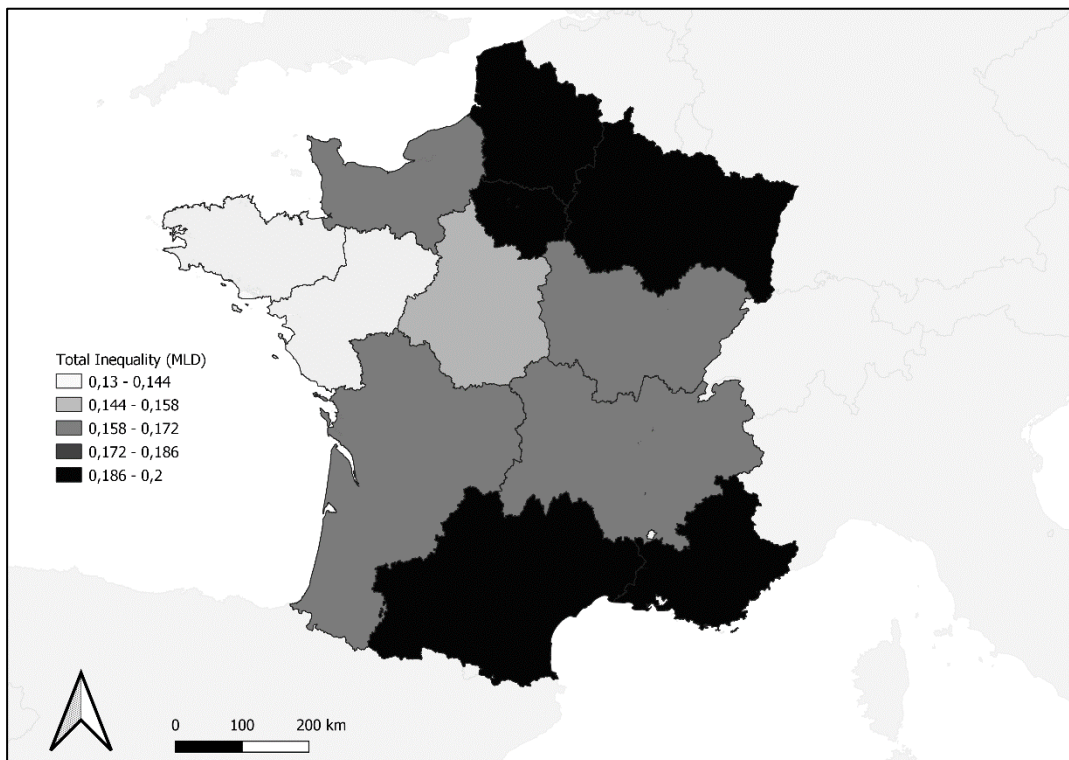 Total Inequality (MLD)
0,13 - 0,144
0,144 - 0,158
0,158 - 0,172
0,172 - 0,186
0,186 - 0,2
0 100 200 km